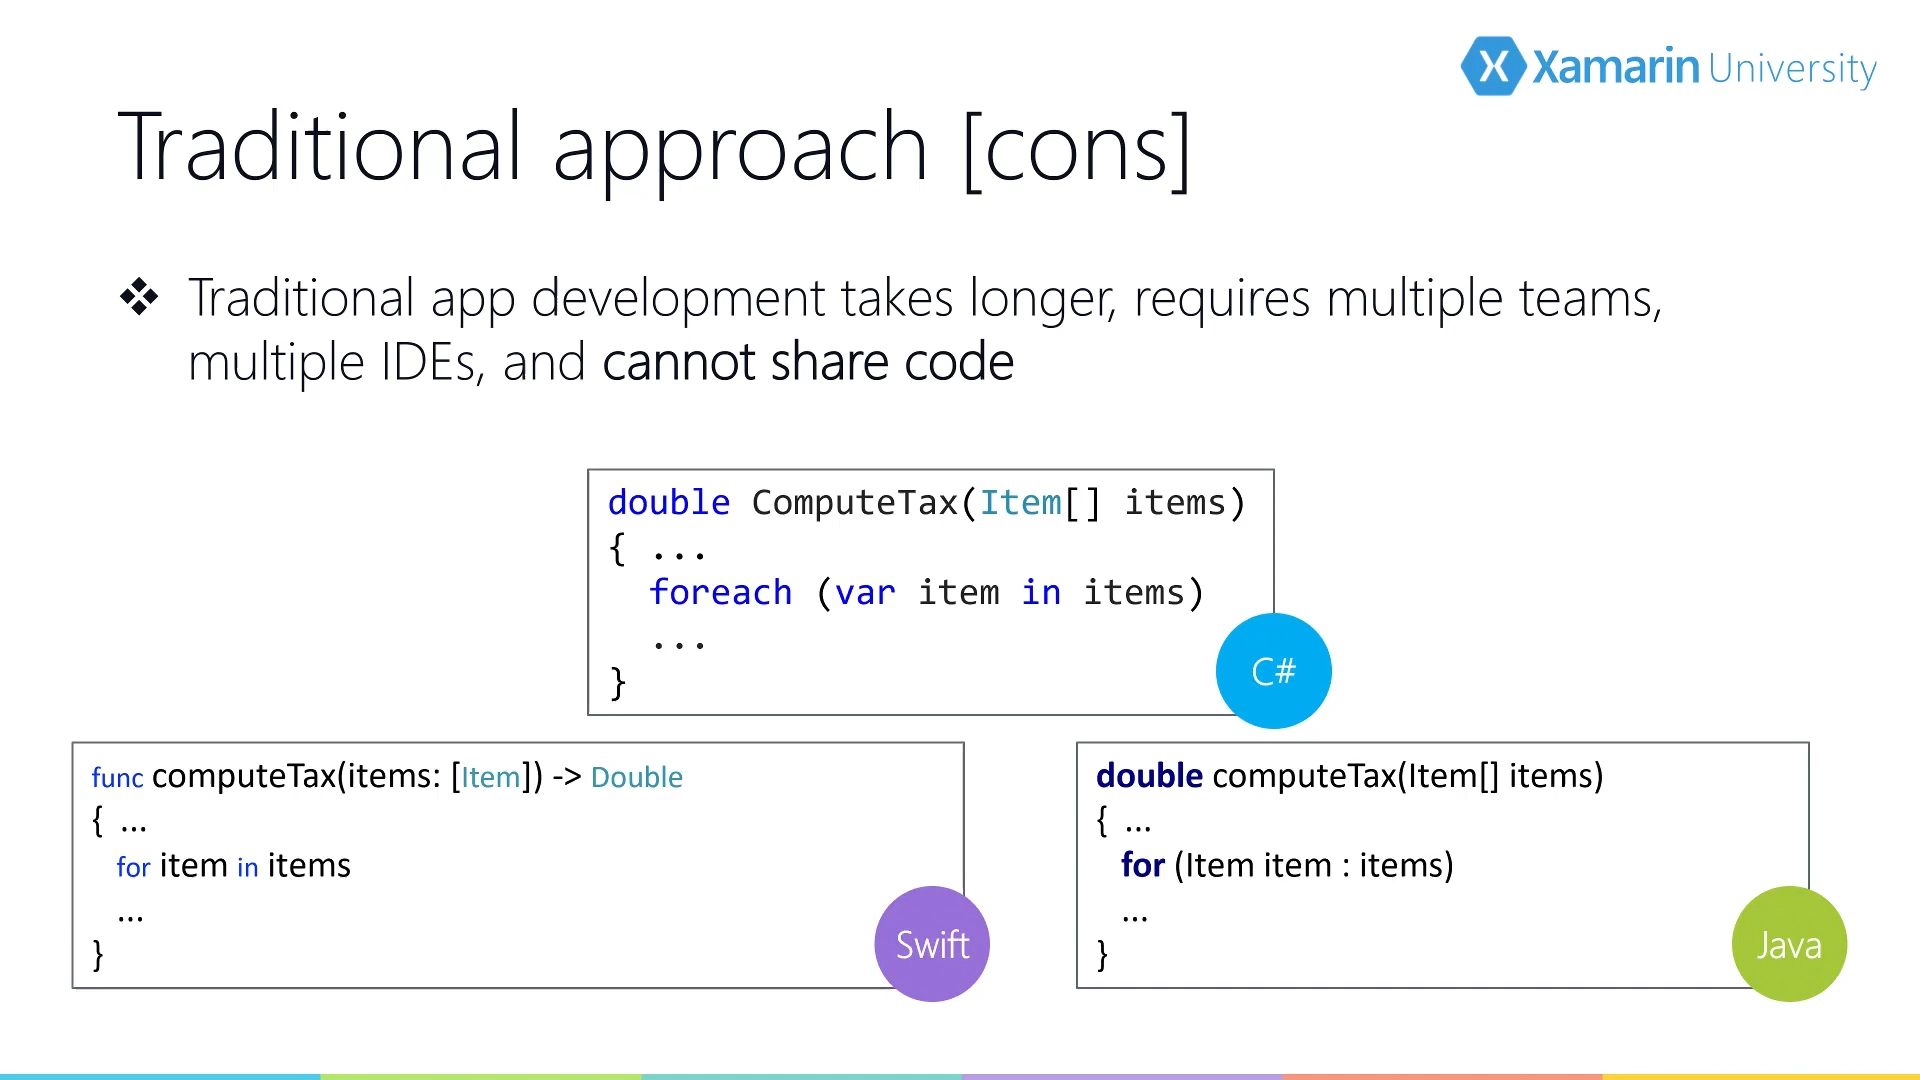 Xamarin University
Traditional approach [cons]
❖ Traditional app development takes longer, requires multiple teams,
multiple IDEs, and cannot share code
double ComputeTax(Item[] items)
{ ...
foreach (var item in items)
...
}
C#
func computeTax(items: [Item]) -> Double
{ ...
for item in items
...
}
Swift
double computeTax(Item[] items)
{ ...
for (Item item : items)
...
}
Java